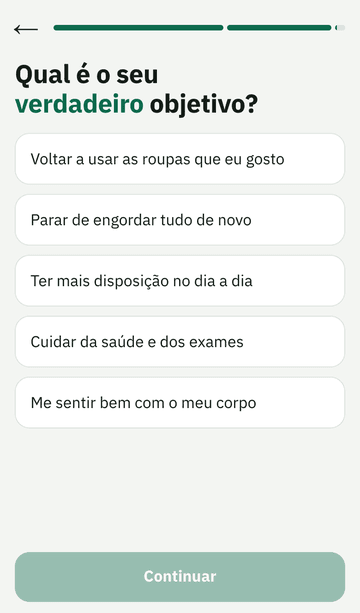 Qual é o seu
verdadeiro objetivo?
Voltar a usar as roupas que eu gosto
Parar de engordar tudo de novo
Ter mais disposição no dia a dia
Cuidar da saúde e dos exames
Me sentir bem com o meu corpo
Continuar